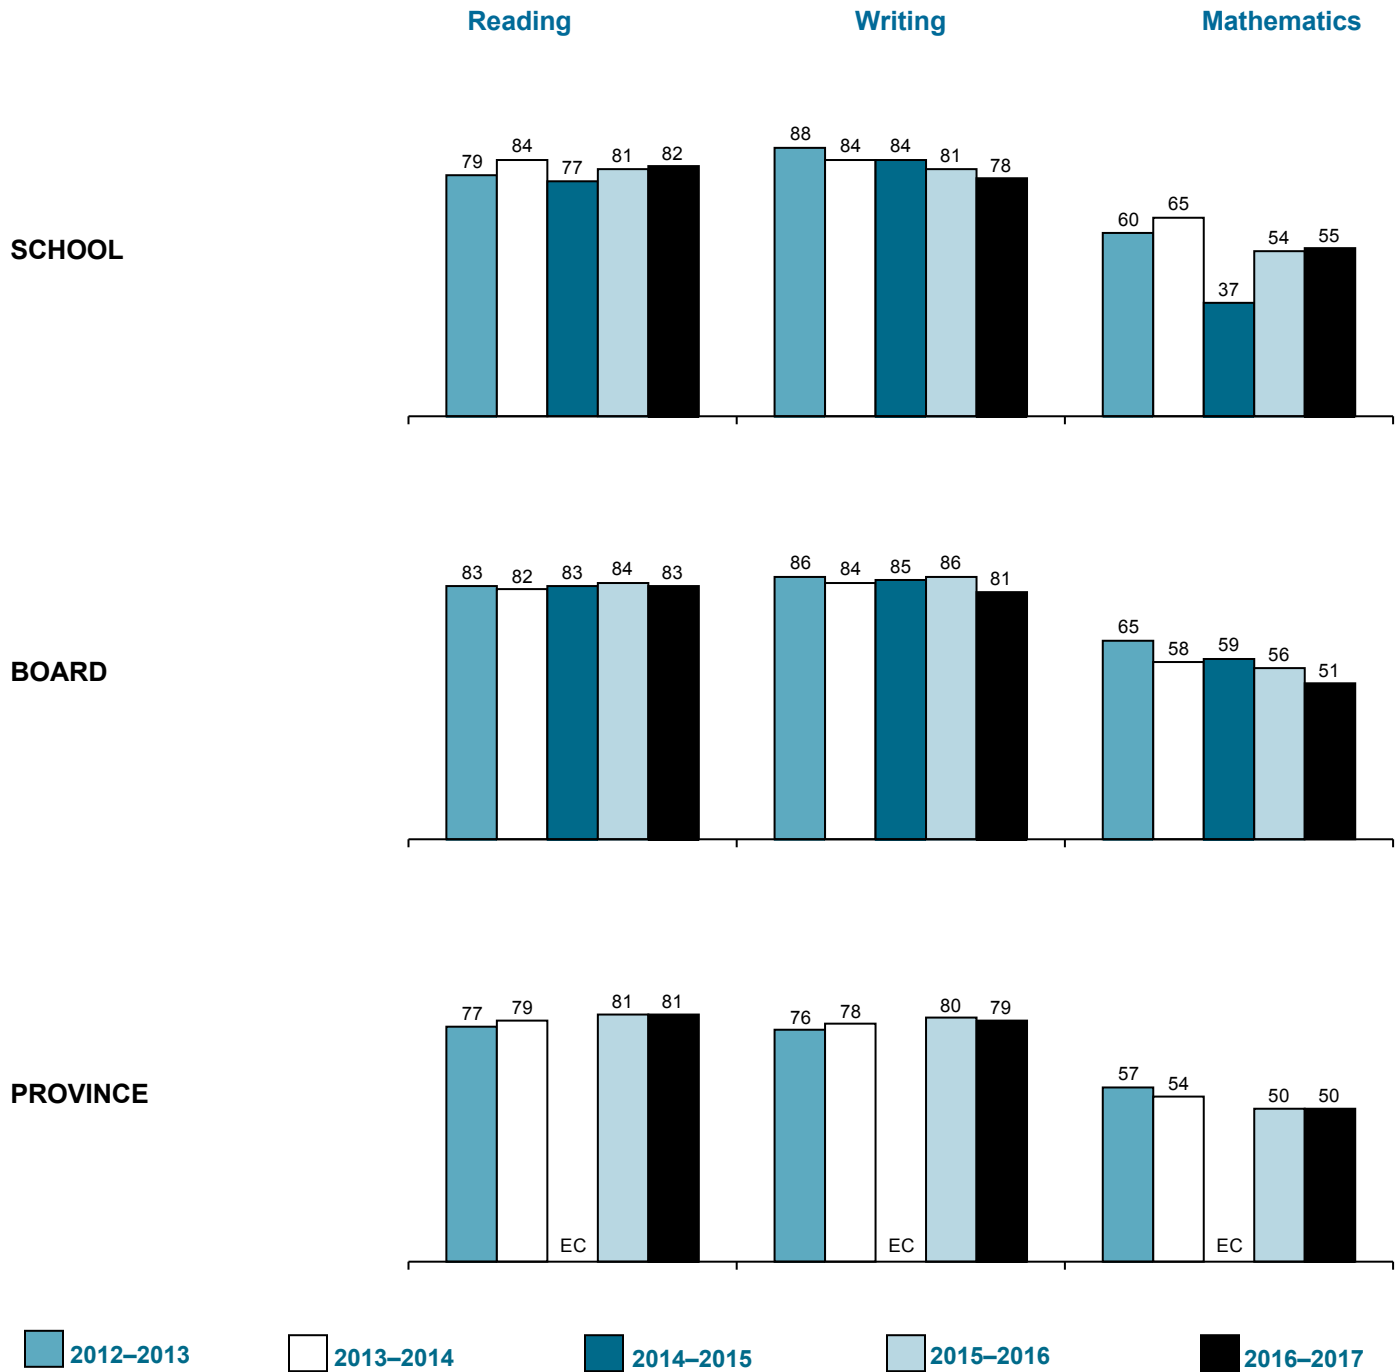 Reading Writing Mathematics
SCHOOL
79 84 77 81 82 88 84 84 81 78 60 65 37 54 55
BOARD
83 82 83 84 83 86 84 85 86 81 65 58 59 56 51
PROVINCE
77 79 EC 81 81 76 78 EC 80 79 57 54 EC 50 50
2012–2013 2013–2014 2014–2015 2015–2016 2016–2017